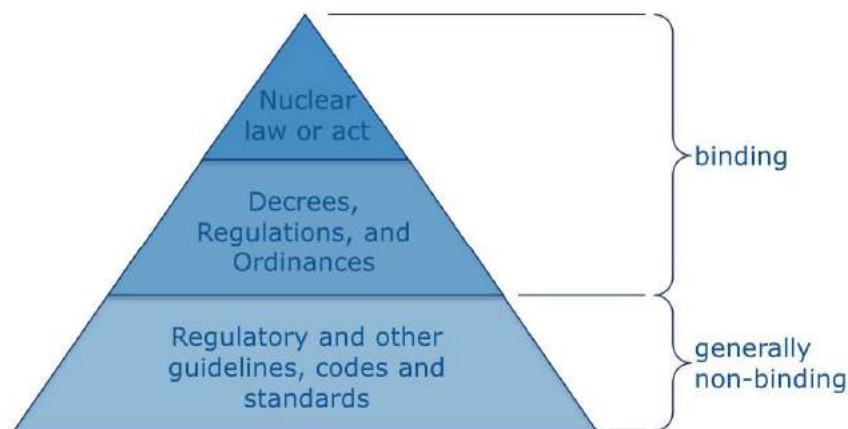 Nuclear
law or act
binding
Decrees,
Regulations, and
Ordinances
Regulatory and other
guidelines, codes and
standards
generally
non-binding